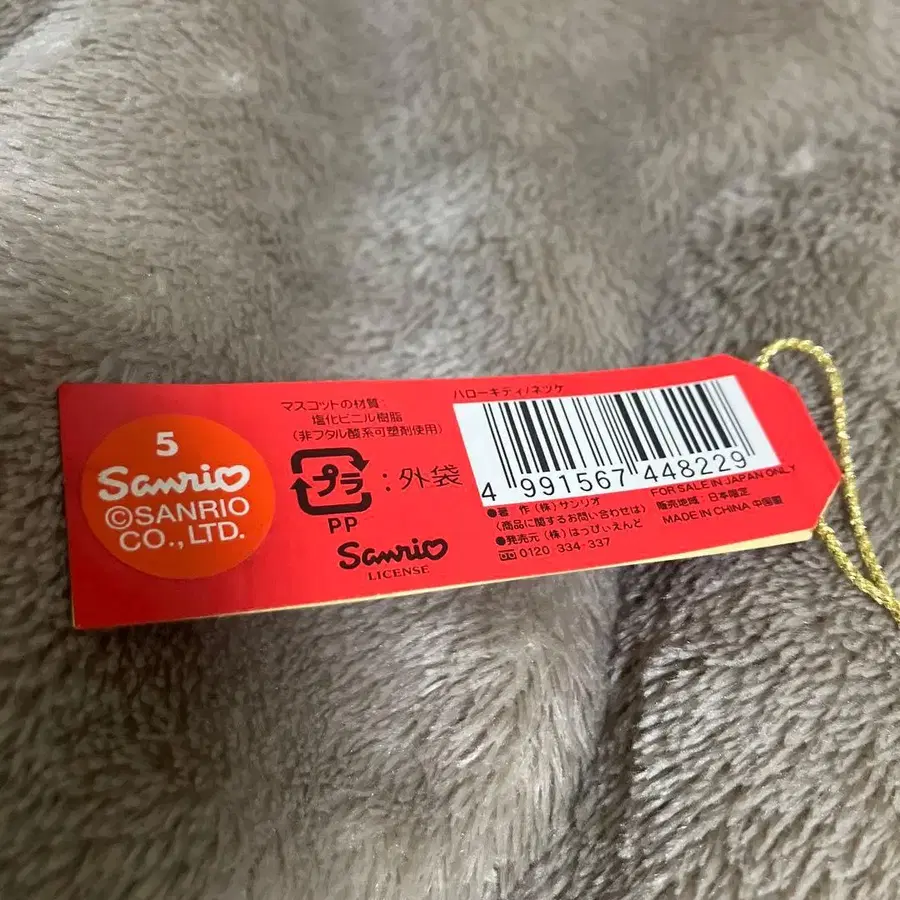 5
Sanrio
©SANRIO
CO., LTD.
マスコットの材質:
塩化ビニル樹脂
(非フタル酸系可塑剤使用)
プラ
:外袋
PP
Sanrio
LICENSE
ハローキティ/ネツケ
4 991567 448229
●著 作(株)サンリオ
(商品に関するお問い合わせは)
●発売元(株)はっぴぃえんど
0120 334-337
FOR SALE IN JAPAN ONLY
販売地域:日本限定
MADE IN CHINA 中国製